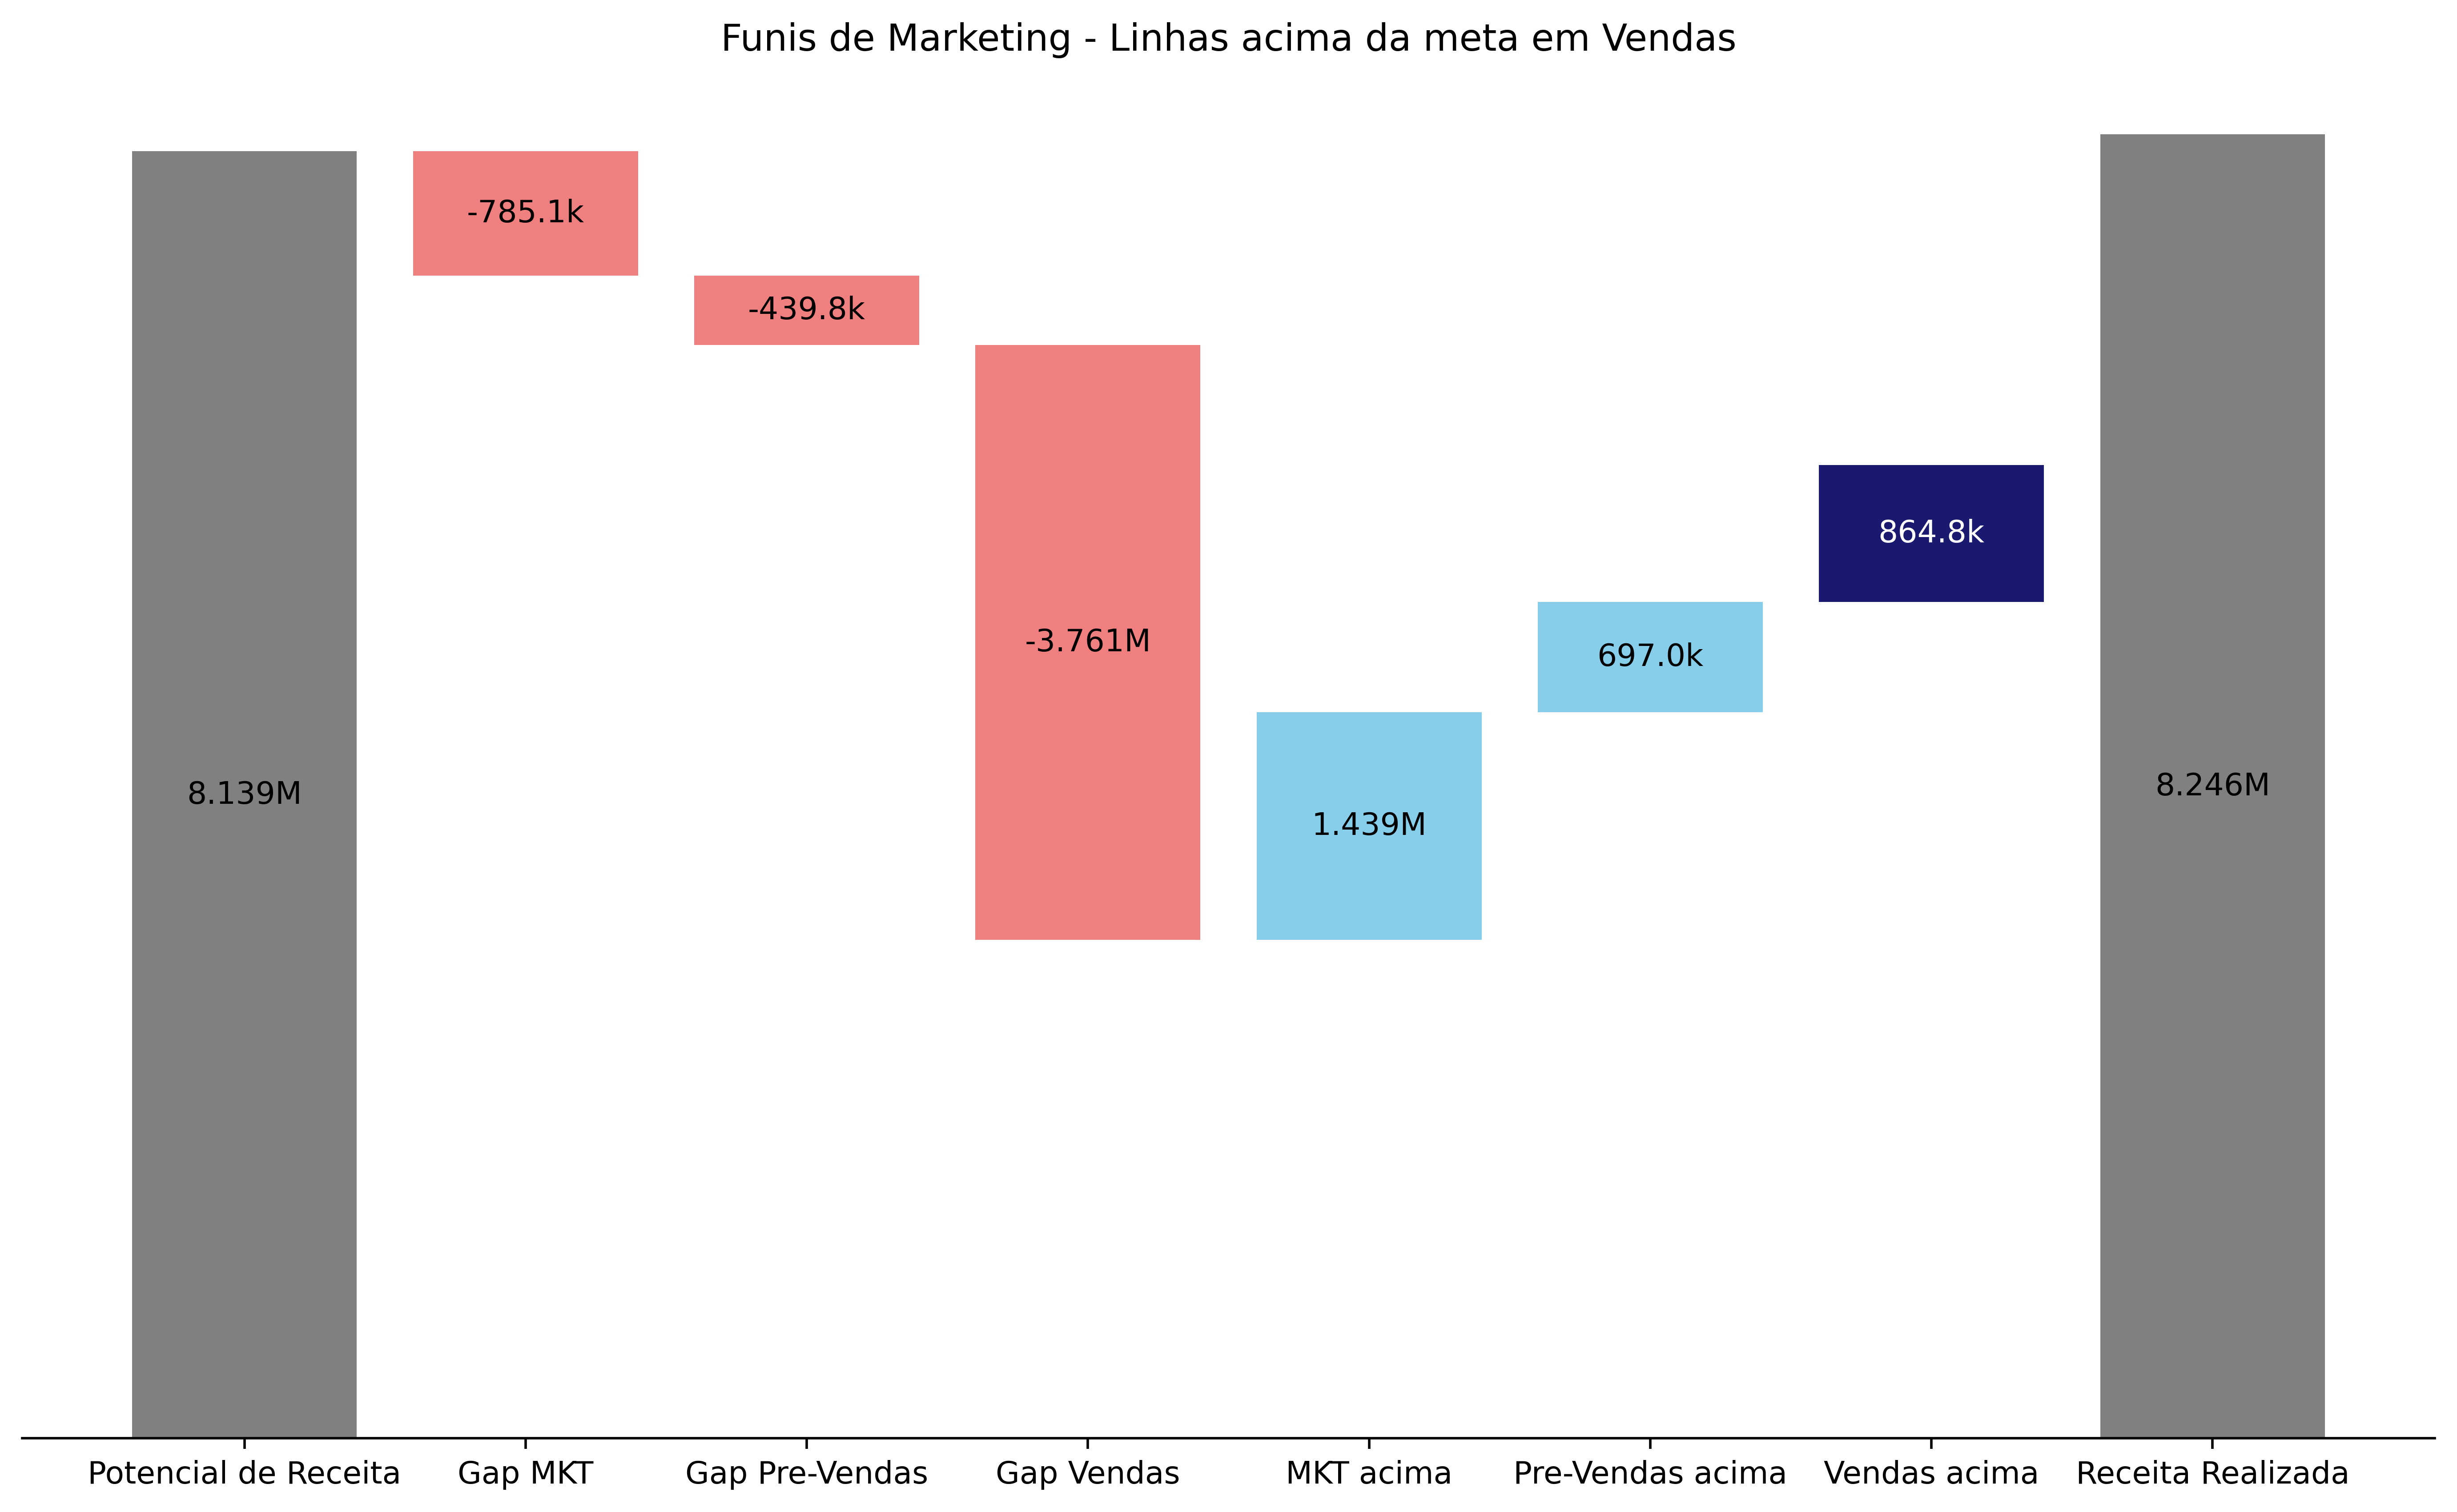 Funis de Marketing - Linhas acima da meta em Vendas
-785.1k
-439.8k
864.8k
-3.761M
697.0k
8.139M
8.246M
1.439M
Potencial de Receita
Gap MKT
Gap Pre-Vendas
Gap Vendas
MKT acima
Pre-Vendas acima
Vendas acima
Receita Realizada